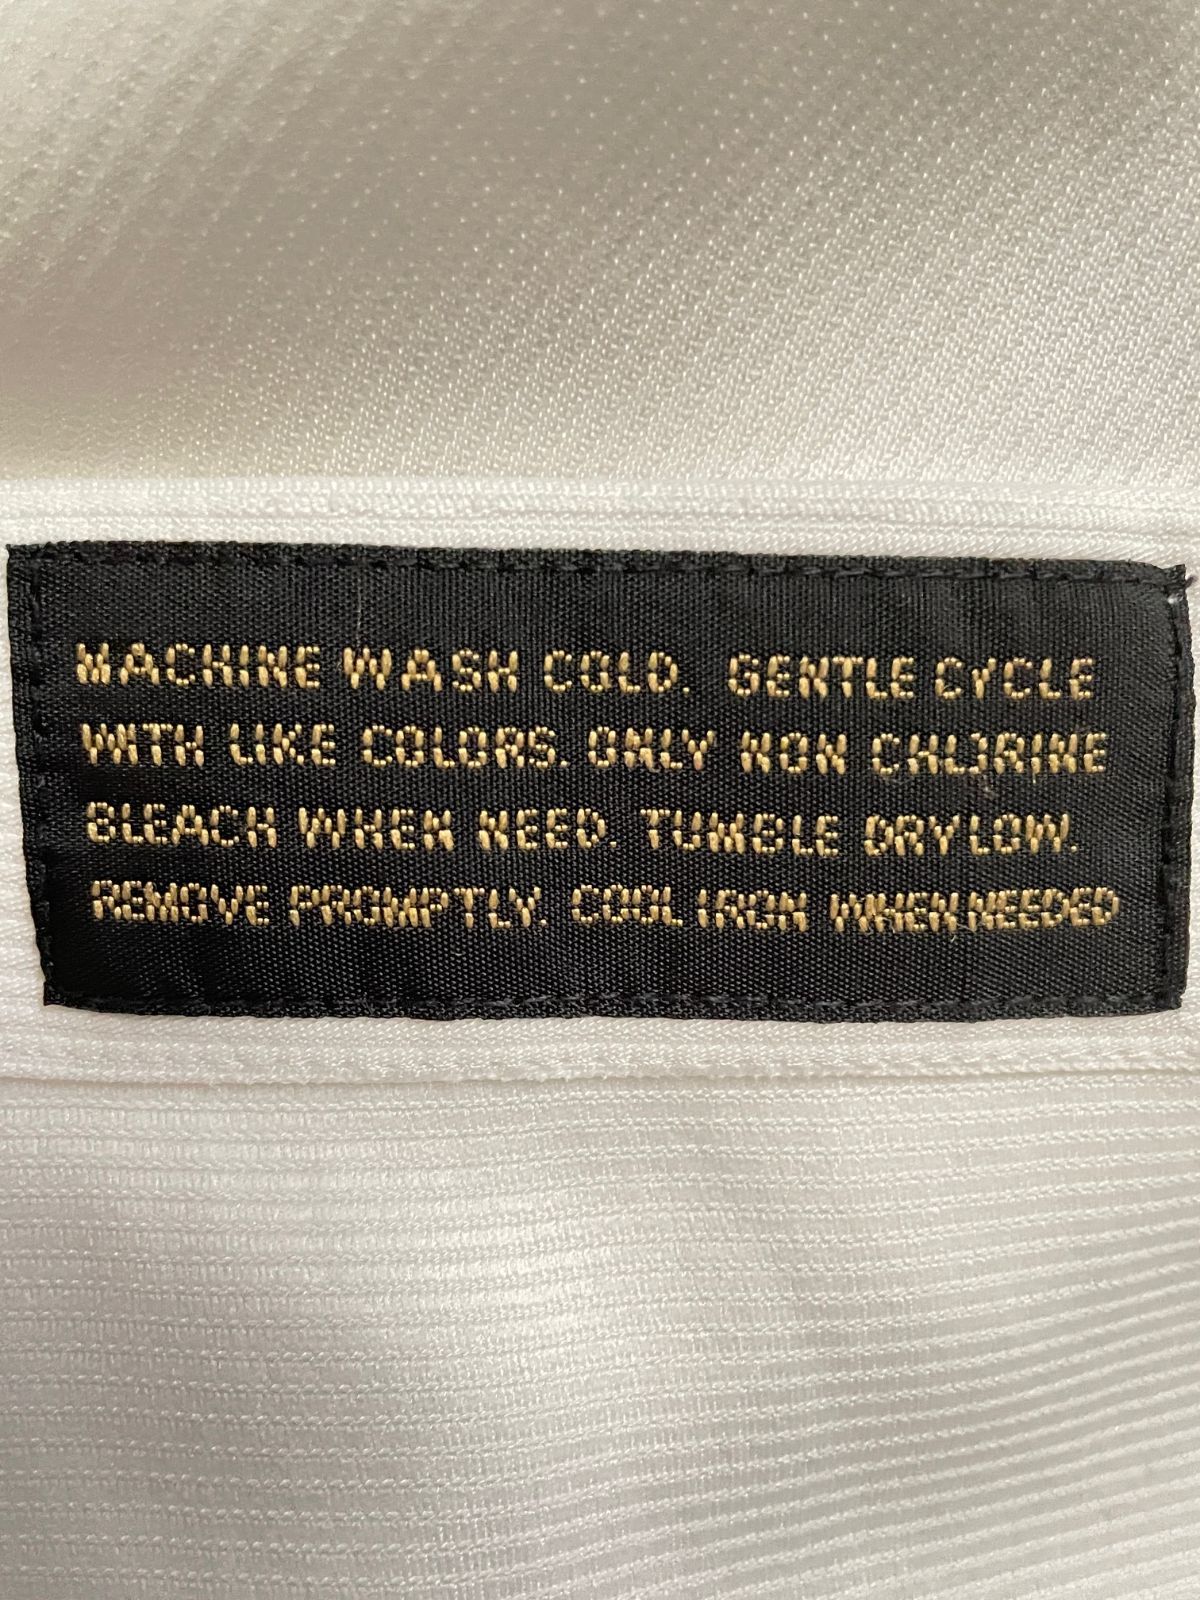 MACHINE WASH COLD. GENTLE CYCLE
WITH LIKE COLORS. ONLY NON CHLORINE
BLEACH WHEN NEED. TUMBLE DRY LOW.
REMOVE PROMPTLY. COOL IRON WHEN NEEDED